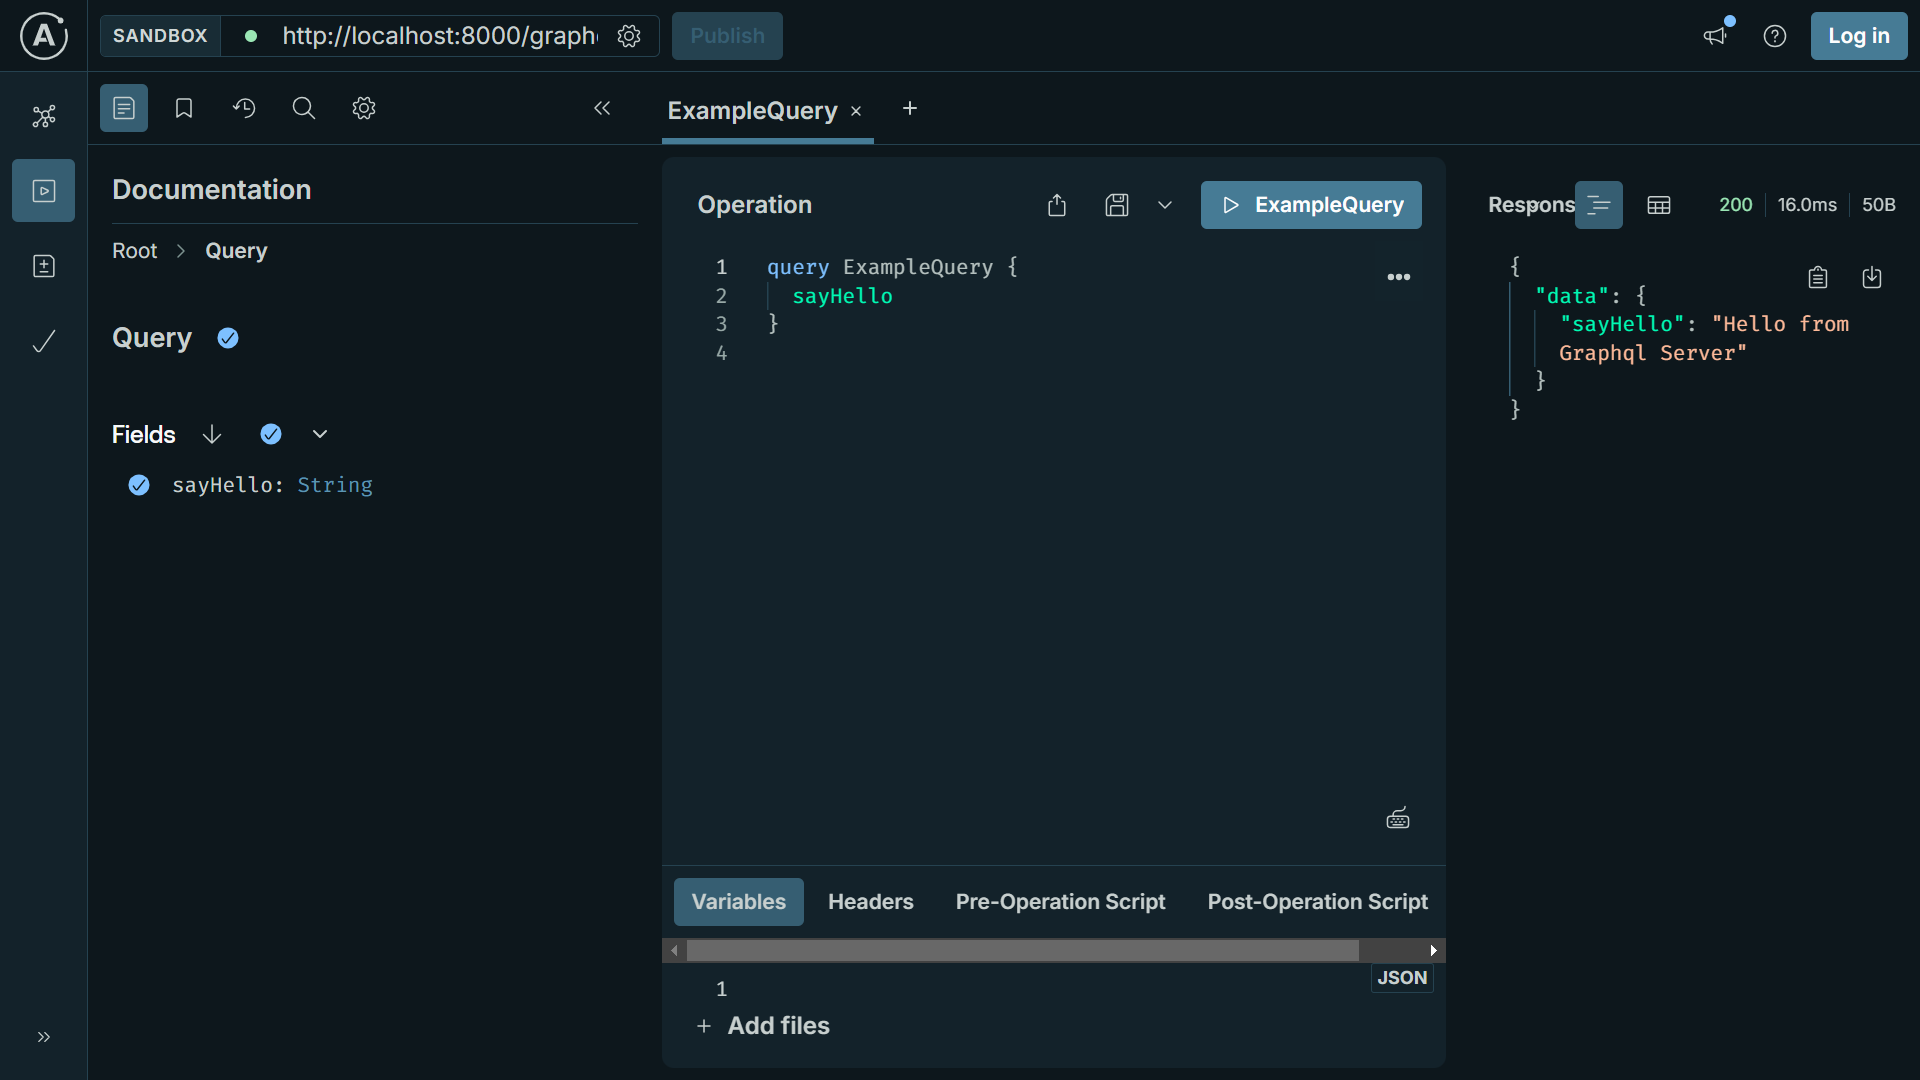 SANDBOX
http://localhost:8000/graph
Publish
Log in
ExampleQuery
Documentation
Root > Query
Query
Fields
sayHello: String
Operation
ExampleQuery
1 query ExampleQuery {
2 sayHello
3 }
4
Variables Headers Pre-Operation Script Post-Operation Script
JSON
1
+ Add files
Respons
200 16.0ms 50B
{
"data": {
"sayHello": "Hello from
Graphql Server"
}
}